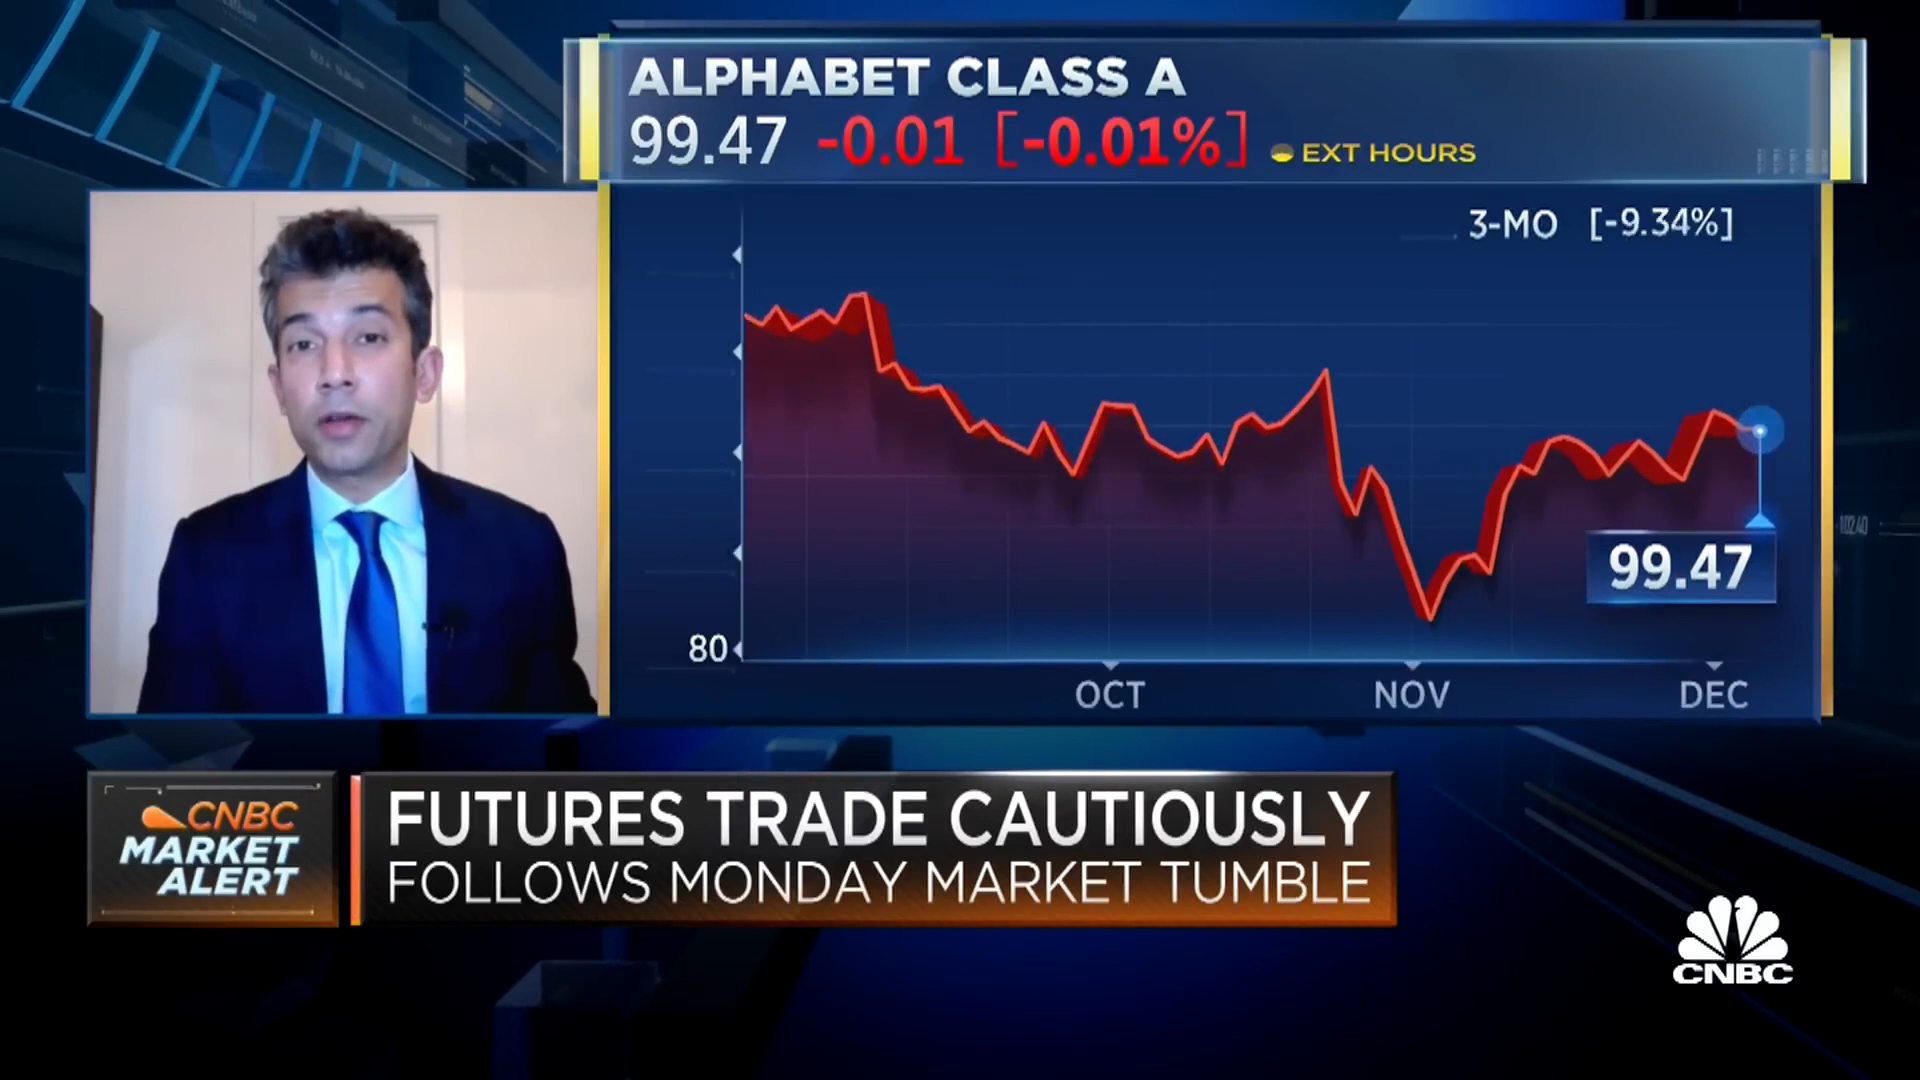 ALPHABET CLASS A
99.47 -0.01 [-0.01%] EXT HOURS
3-MO [-9.34%]
99.47
80
OCT NOV DEC
CNBC
MARKET
ALERT
FUTURES TRADE CAUTIOUSLY
FOLLOWS MONDAY MARKET TUMBLE
CNBC